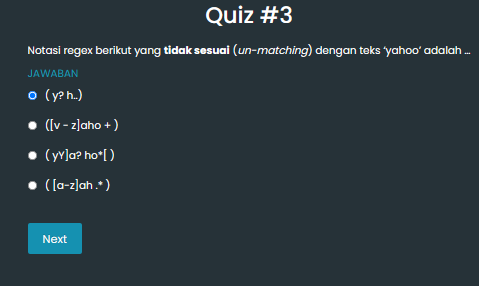 Quiz #3
Notasi regex berikut yang tidak sesuai (un-matching) dengan teks ‘yahoo’ adalah ...
JAWABAN
( y? h..)
([v - z]aho + )
( yY]a? ho*[ )
( [a-z]ah .* )
Next